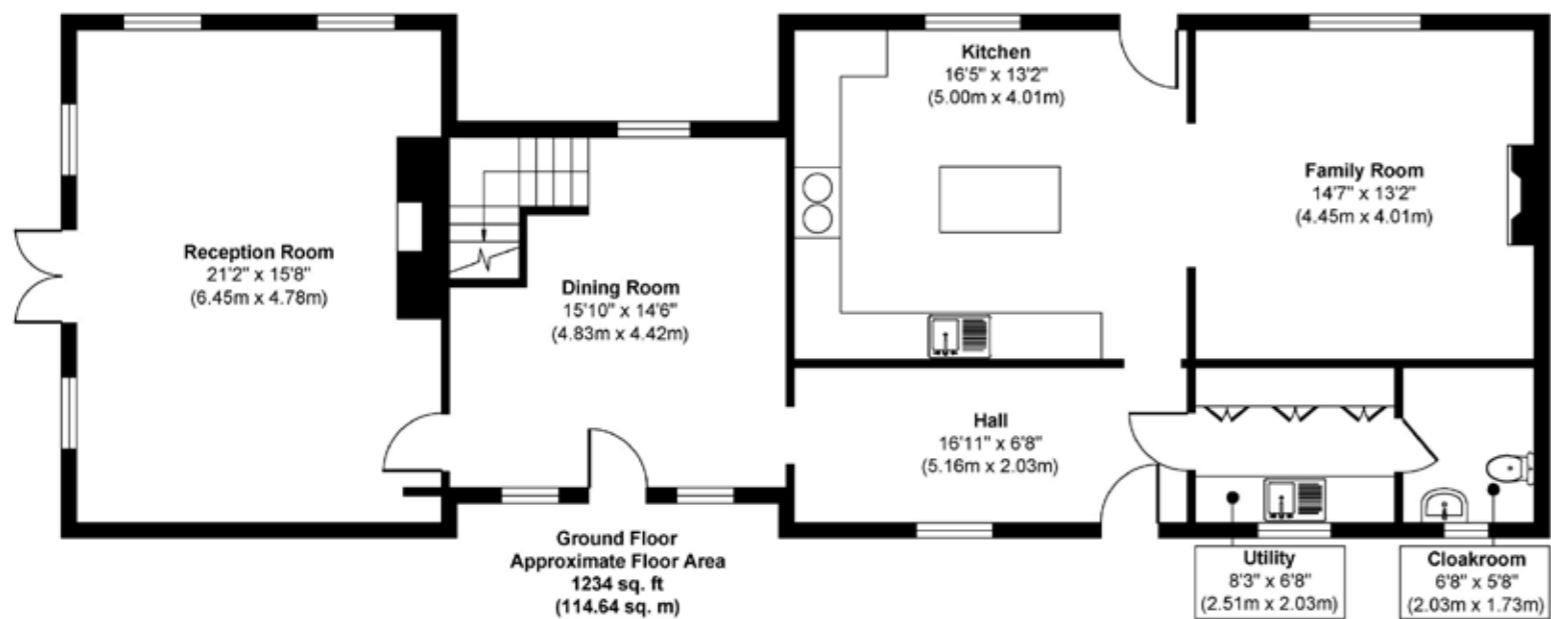 Kitchen
16'5" x 13'2"
(5.00m x 4.01m)
Family Room
14'7" x 13'2"
(4.45m x 4.01m)
Reception Room
21'2" x 15'8"
(6.45m x 4.78m)
Dining Room
15'10" x 14'6"
(4.83m x 4.42m)
Hall
16'11" x 6'8"
(5.16m x 2.03m)
Ground Floor
Approximate Floor Area
1234 sq. ft
(114.64 sq. m)
Utility
8'3" x 6'8"
(2.51m x 2.03m)
Cloakroom
6'8" x 5'8"
(2.03m x 1.73m)